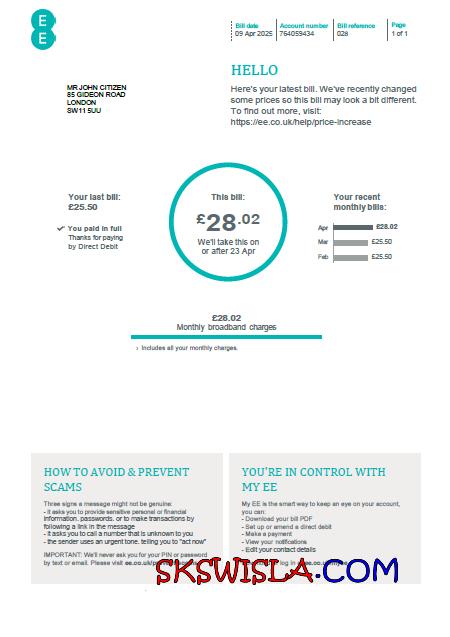 EE
Bill date
09 Apr 2025
Account number
764059434
Bill reference
028
Page
1 of 1
HELLO
MR JOHN CITIZEN
85 GIDEON ROAD
LONDON
SW11 5UU
Here's your latest bill. We've recently changed
some prices so this bill may look a bit different.
To find out more, visit:
https://ee.co.uk/help/price-increase
Your last bill:
£25.50
You paid in full
Thanks for paying
by Direct Debit
This bill:
£28.02
We'll take this on
or after 23 Apr
Your recent
monthly bills:
Apr £28.02
Mar £25.50
Feb £25.50
£28.02
Monthly broadband charges
› Includes all your monthly charges.
HOW TO AVOID & PREVENT
SCAMS
Three signs a message might not be genuine:
- it asks you to provide sensitive personal or financial
information, passwords, or to make transactions by
following a link in the message
- it asks you to call a number that is unknown to you
- the sender uses an urgent tone, telling you to "act now"
IMPORTANT: We'll never ask you for your PIN or password
by text or email. Please visit ee.co.uk/
YOU'RE IN CONTROL WITH
MY EE
My EE is the smart way to keep an eye on your account,
you can:
- Download your bill PDF
- Set up or amend a direct debit
- Make a payment
- View your notifications
- Edit your contact details
log in
SKSWISLA.COM